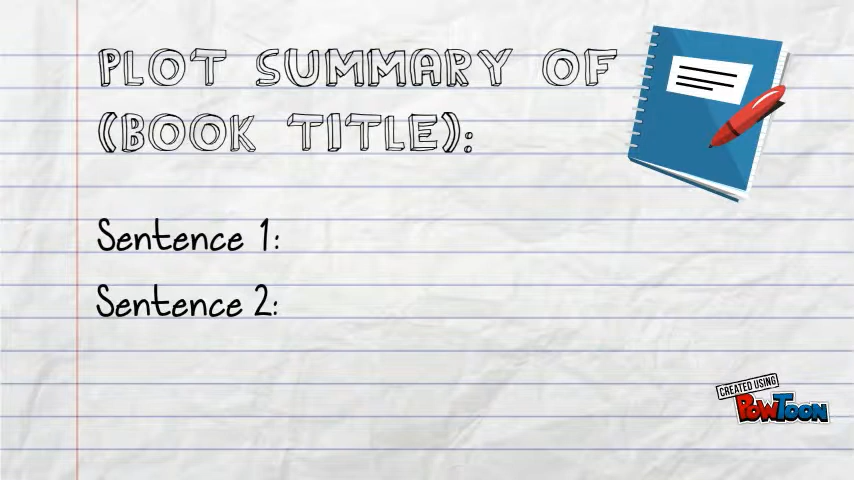 PLOT SUMMARY OF
(BOOK TITLE):
Sentence 1:
Sentence 2:
CREATED USING
POWTOON